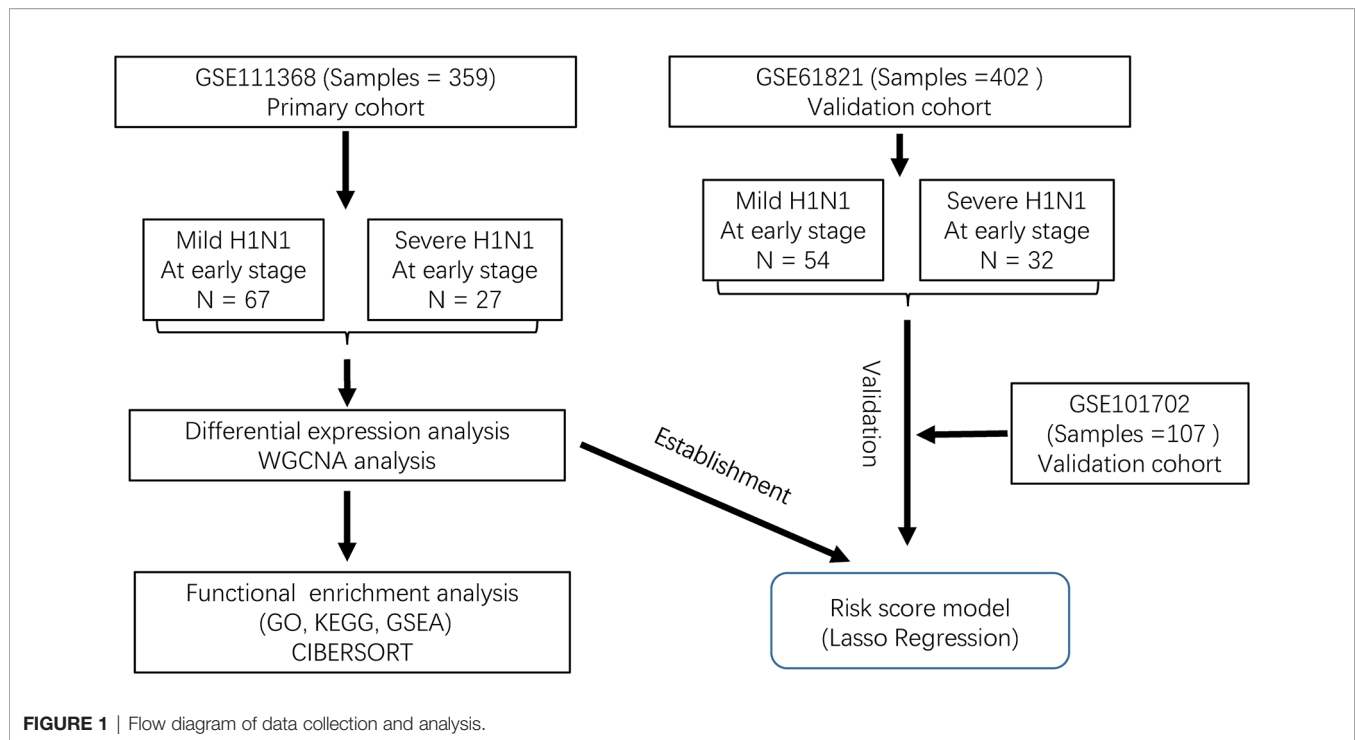 GSE111368 (Samples = 359)
Primary cohort
GSE61821 (Samples =402 )
Validation cohort
Mild H1N1
At early stage
N = 67
Severe H1N1
At early stage
N = 27
Mild H1N1
At early stage
N = 54
Severe H1N1
At early stage
N = 32
Differential expression analysis
WGCNA analysis
Establishment
Validation
GSE101702
(Samples =107 )
Validation cohort
Functional enrichment analysis
(GO, KEGG, GSEA)
CIBERSORT
Risk score model
(Lasso Regression)
FIGURE 1 | Flow diagram of data collection and analysis.